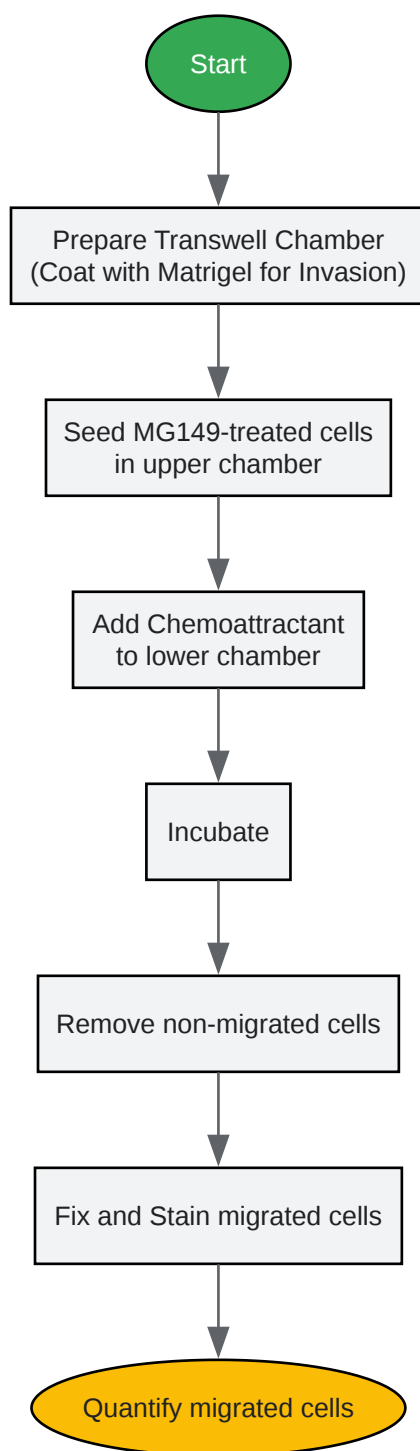 Start
Prepare Transwell Chamber
(Coat with Matrigel for Invasion)
Seed MG149-treated cells
in upper chamber
Add Chemoattractant
to lower chamber
Incubate
Remove non-migrated cells
Fix and Stain migrated cells
Quantify migrated cells